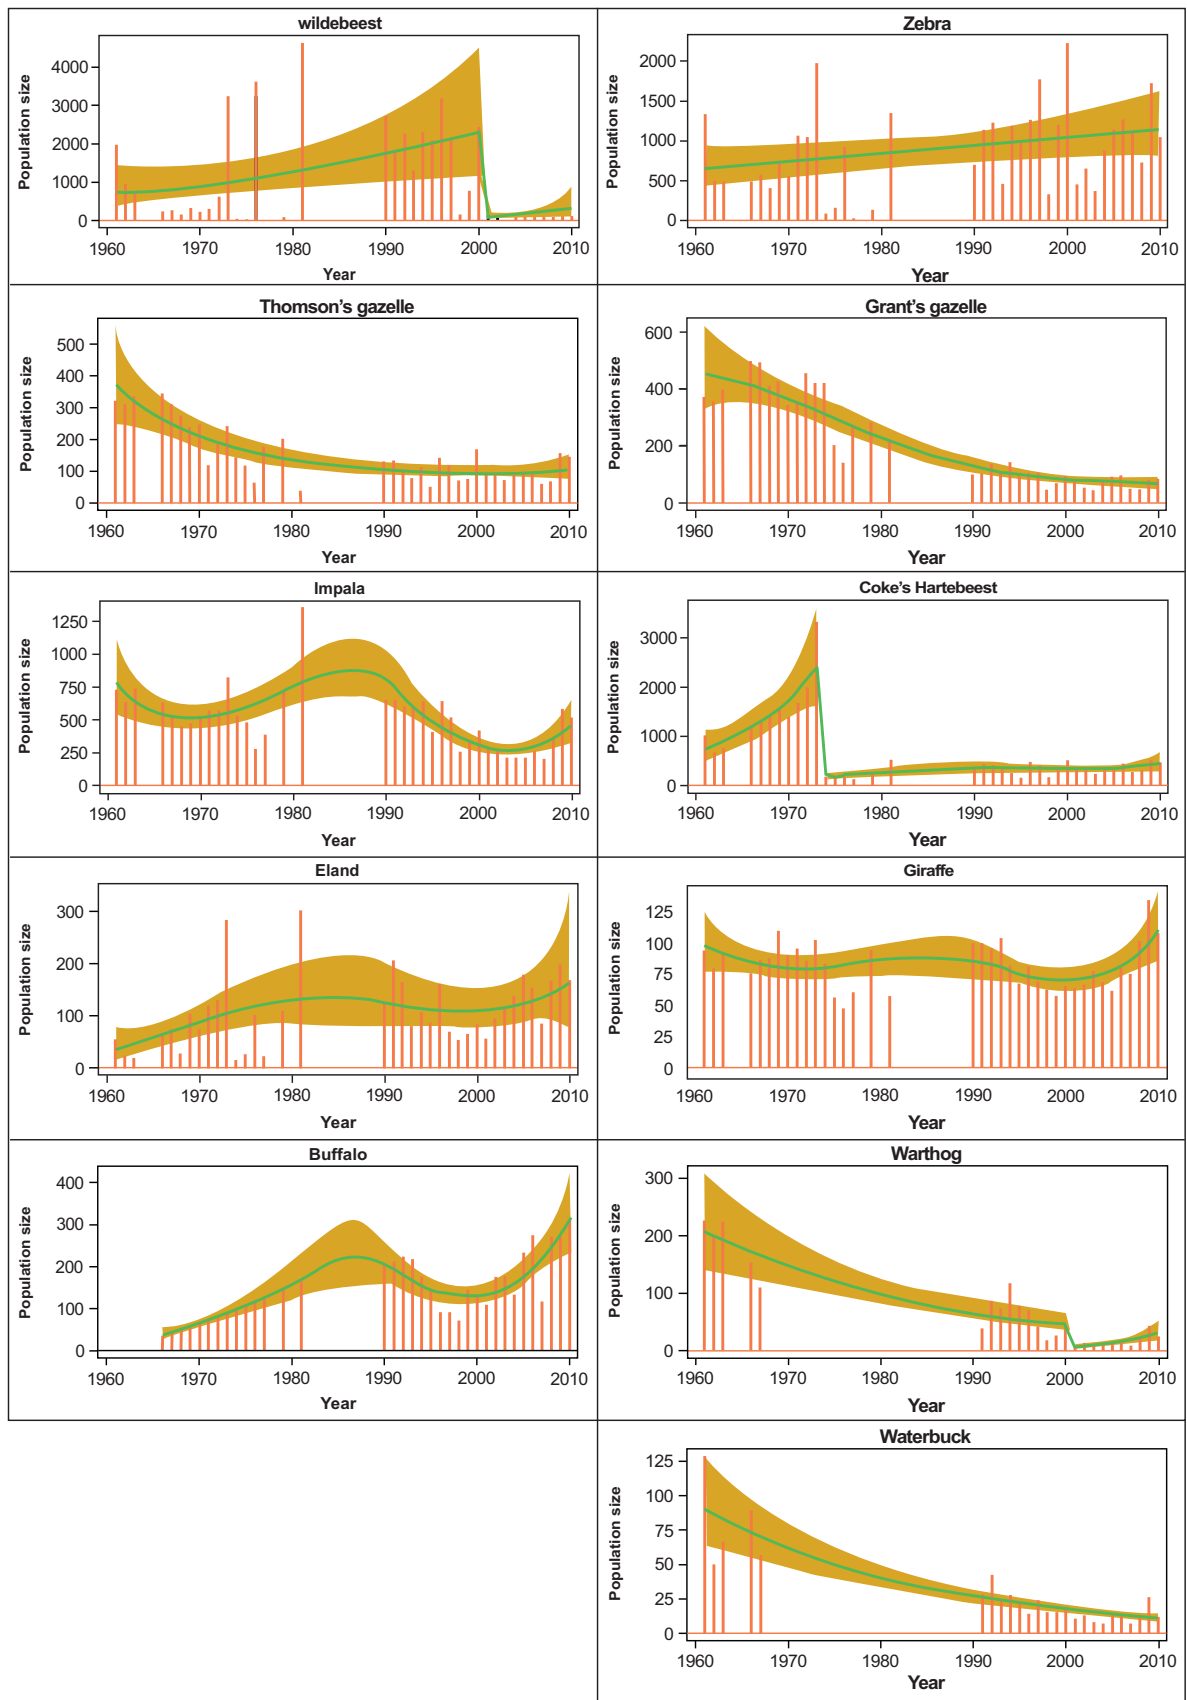 wildebeest
Population size
4000
3000
2000
1000
0
1960 1970 1980 1990 2000 2010
Year
Zebra
Population size
2000
1500
1000
500
0
1960 1970 1980 1990 2000 2010
Year
Thomson's gazelle
Population size
500
400
300
200
100
0
1960 1970 1980 1990 2000 2010
Year
Grant's gazelle
Population size
600
400
200
0
1960 1970 1980 1990 2000 2010
Year
Impala
Population size
1250
1000
750
500
250
0
1960 1970 1980 1990 2000 2010
Year
Coke's Hartebeest
Population size
3000
2000
1000
0
1960 1970 1980 1990 2000 2010
Year
Eland
Population size
300
200
100
0
1960 1970 1980 1990 2000 2010
Year
Giraffe
Population size
125
100
75
50
25
0
1960 1970 1980 1990 2000 2010
Year
Buffalo
Population size
400
300
200
100
0
1960 1970 1980 1990 2000 2010
Year
Warthog
Population size
300
200
100
0
1960 1970 1980 1990 2000 2010
Year
Waterbuck
Population size
125
100
75
50
25
0
1960 1970 1980 1990 2000 2010
Year